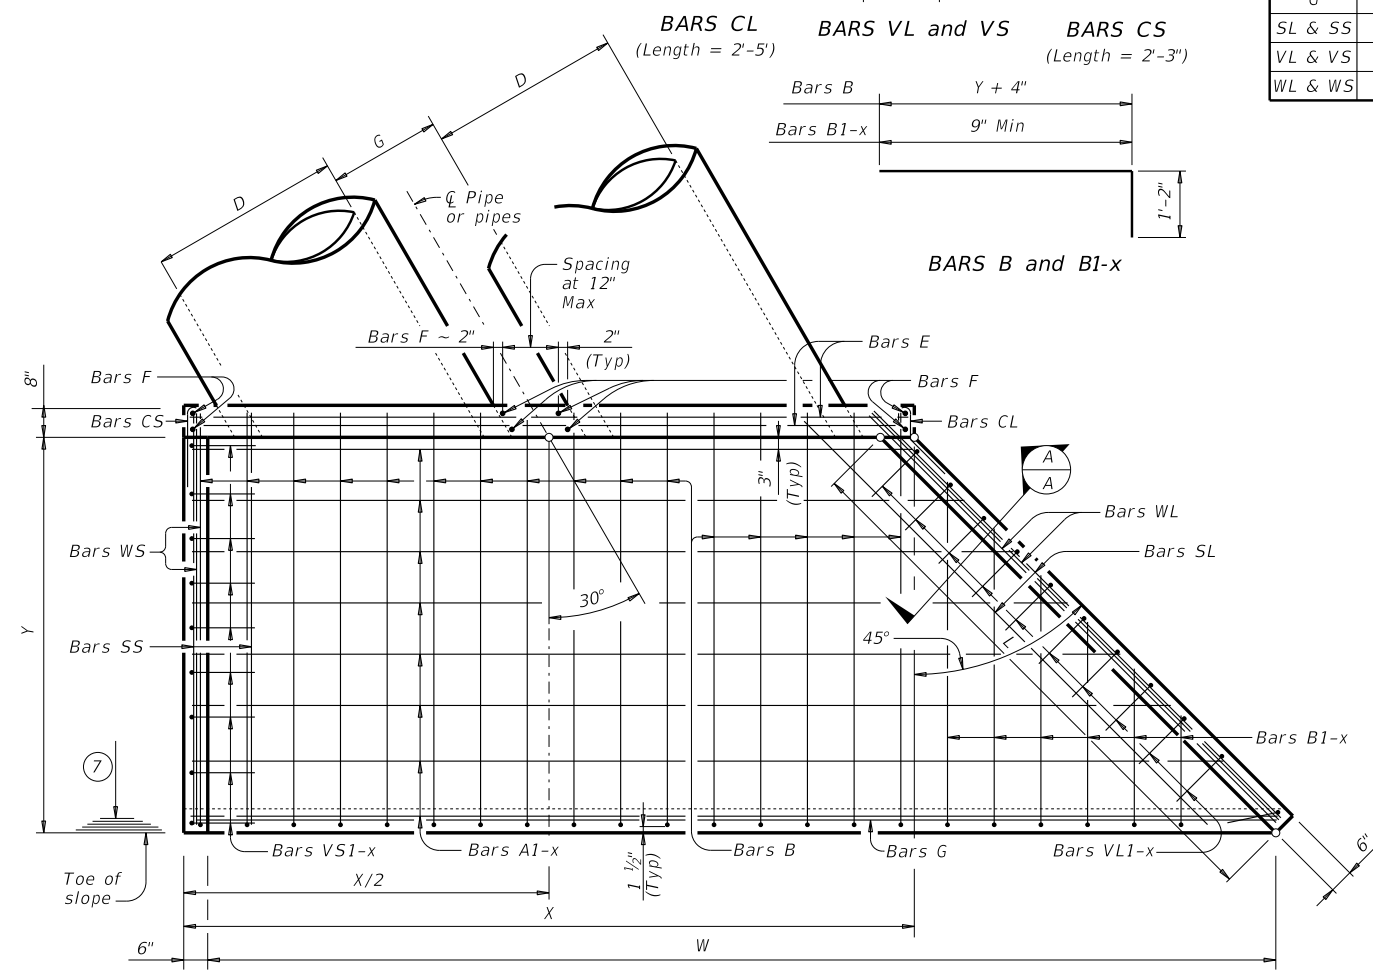 BARS CL
(Length = 2'-5')
BARS VL and VS
BARS CS
(Length = 2'-3")
SL & SS
VL & VS
WL & WS
Bars B
Y + 4"
Bars B1-x
9" Min
1'-2"
BARS B and B1-x
D
G
D
℄ Pipe
or pipes
Spacing
at 12"
Max
Bars F ~ 2"
2"
(Typ)
Bars E
Bars F
Bars F
8"
Bars CS
Bars CL
3"
(Typ)
A
A
Bars WL
Bars SL
Bars WS
30°
45°
L
Y
Bars SS
Bars B1-x
7
Bars VS1-x
Bars A1-x
Bars B
Bars G
Bars VL1-x
1 ½"
(Typ)
Toe of
slope
X/2
X
6"
W
6"